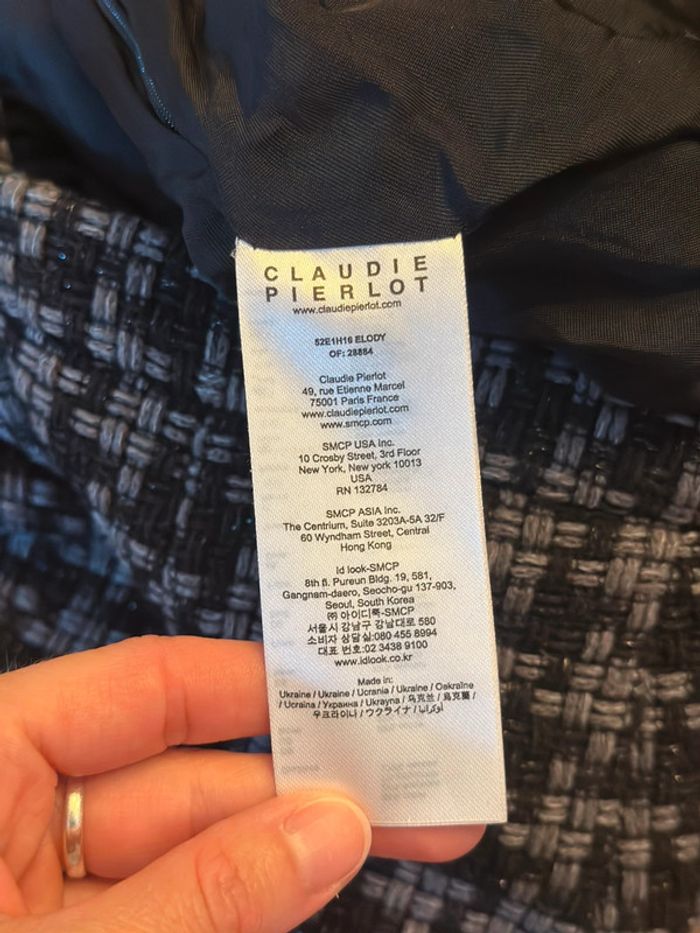 CLAUDIE
PIERLOT
www.claudiepierlot.com
52E1H16 ELODY
OF: 28884
Claudie Pierlot
49, rue Etienne Marcel
75001 Paris France
www.claudiepierlot.com
www.smcp.com
SMCP USA Inc.
10 Crosby Street, 3rd Floor
New York, New york 10013
USA
RN 132784
SMCP ASIA Inc.
The Centrium, Suite 3203A-5A 32/F
60 Wyndham Street, Central
Hong Kong
Id look-SMCP
8th fl. Pureun Bldg. 19, 581,
Gangnam-daero, Seocho-gu 137-903,
Seoul, South Korea
㈜ 아이디룩-SMCP
서울시 강남구 강남대로 580
소비자 상담실:080 455 8994
대표 번호:02 3438 9100
www.idlook.co.kr
Made in:
Ukraine / Ukraine / Ucrania / Ukraine / Oekraïne
/ Ucraina / Украина / Ukrayna / 乌克兰 / 烏克蘭 /
우크라이나 / ウクライナ / أوكرانيا